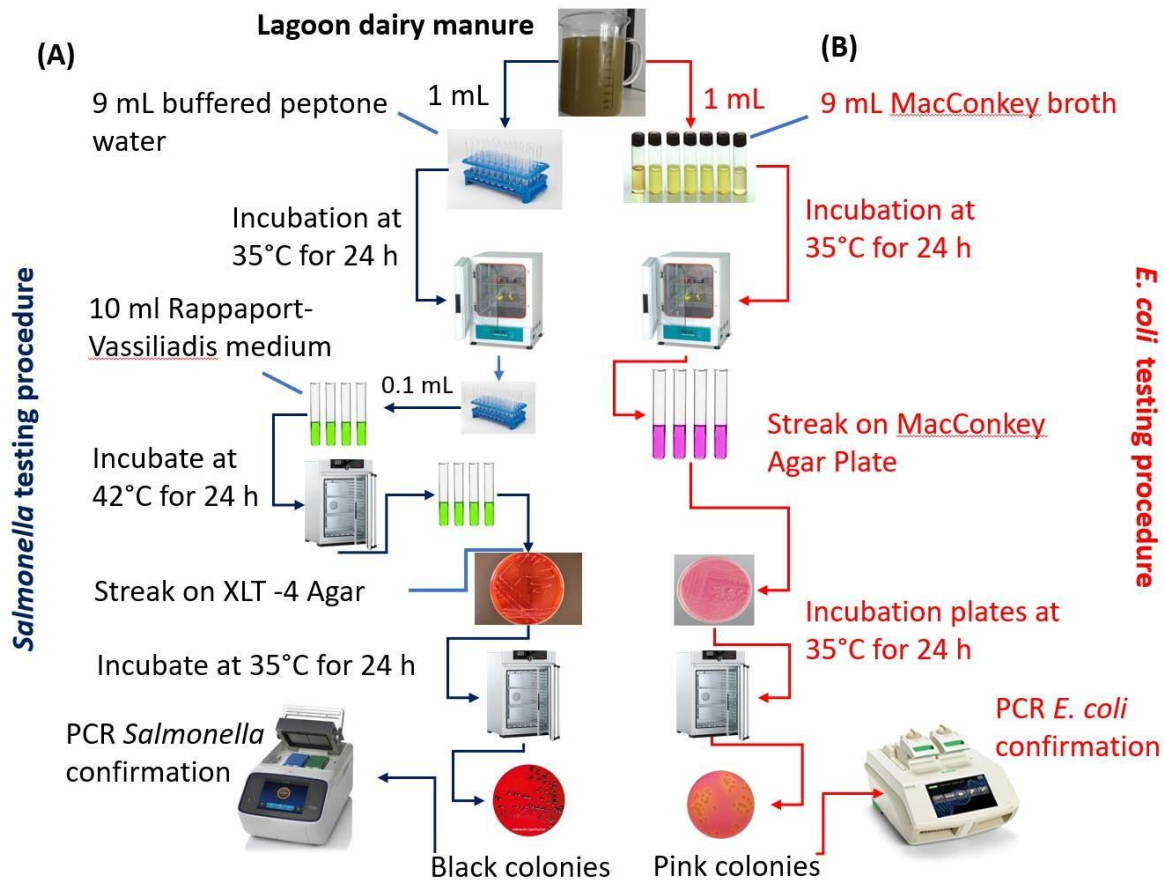 Lagoon dairy manure
(A)
(B)
1 mL
1 mL
9 mL buffered peptone
water
9 mL MacConkey broth
Incubation at
35°C for 24 h
Incubation at
35°C for 24 h
Salmonella testing procedure
E. coli testing procedure
10 ml Rappaport-
Vassiliadis medium
0.1 mL
Incubate at
42°C for 24 h
Streak on MacConkey
Agar Plate
Streak on XLT -4 Agar
Incubation plates at
35°C for 24 h
Incubate at 35°C for 24 h
PCR Salmonella
confirmation
PCR E. coli
confirmation
Black colonies
Pink colonies